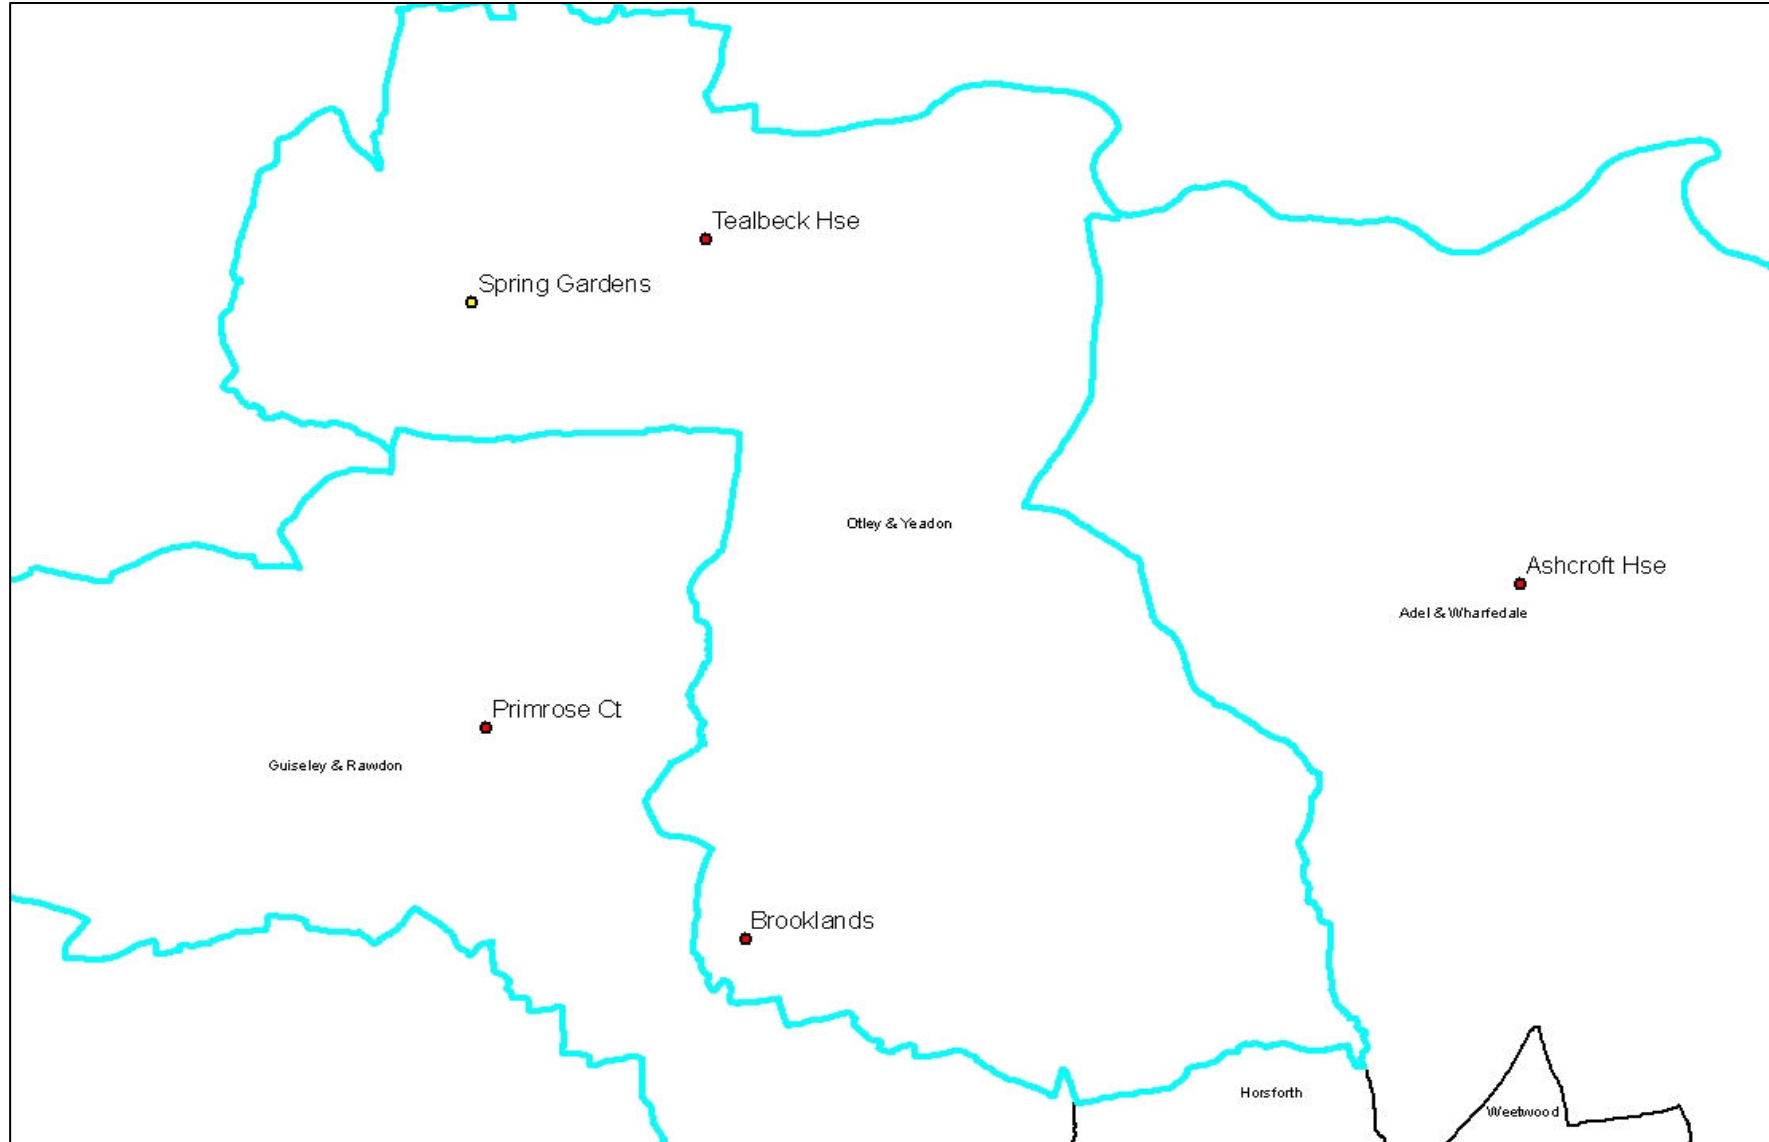 Tealbeck Hse
Spring Gardens
Otley & Yeadon
Ashcroft Hse
Adel & Wharfedale
Primrose Ct
Guiseley & Rawdon
Brooklands
Horsforth
Weetwood